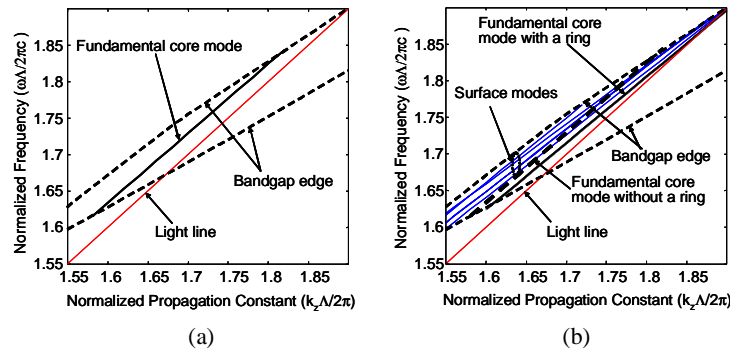 Normalized Frequency (ωΛ/2πc)
1.9
1.85
1.8
1.75
1.7
1.65
1.6
1.55
Fundamental core mode
Bandgap edge
Light line
1.55
1.6
1.65
1.7
1.75
1.8
1.85
Normalized Propagation Constant (k_zΛ/2π)
(a)
Normalized Frequency (ωΛ/2πc)
1.85
1.8
1.75
1.7
1.65
1.6
1.55
Fundamental core
mode with a ring
Surface modes
Bandgap edge
Fundamental core
mode without a ring
Light line
1.55
1.6
1.65
1.7
1.75
1.8
1.85
Normalized Propagation Constant (k_zΛ/2π)
(b)